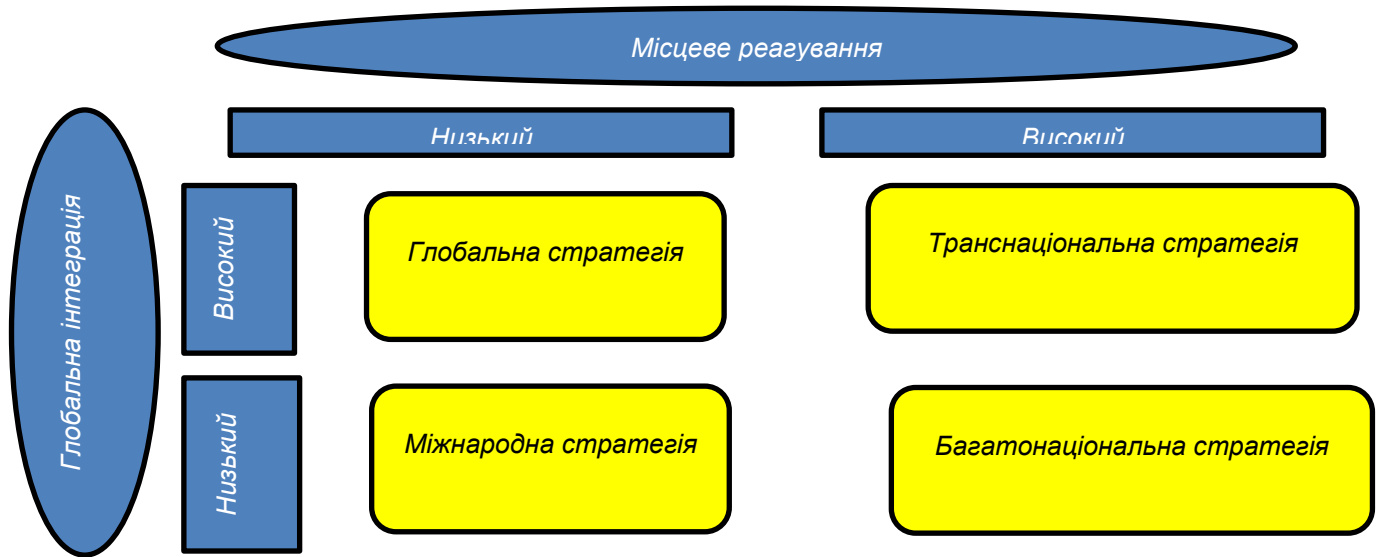 Місцеве реагування
Низький
Високий
Глобальна інтеграція
Високий
Глобальна стратегія
Транснаціональна стратегія
Низький
Міжнародна стратегія
Багатонаціональна стратегія